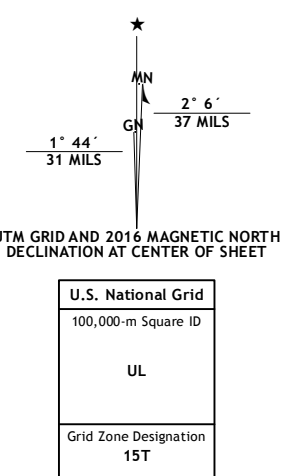 ★
MN
GN
2° 6´
37 MILS
1° 44´
31 MILS
UTM GRID AND 2016 MAGNETIC NORTH
DECLINATION AT CENTER OF SHEET
U.S. National Grid
100,000-m Square ID
UL
Grid Zone Designation
15T